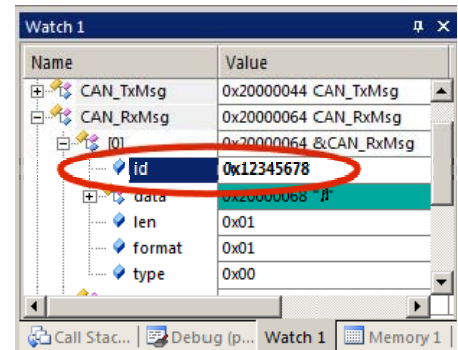 Watch 1
Name Value
CAN_TxMsg 0x20000044 CAN_TxMsg
CAN_RxMsg 0x20000064 CAN_RxMsg
[0] 0x20000064 &CAN_RxMsg
id 0x12345678
data 0x20000068
len 0x01
format 0x01
type 0x00
Call Stac... Debug (p... Watch 1 Memory 1